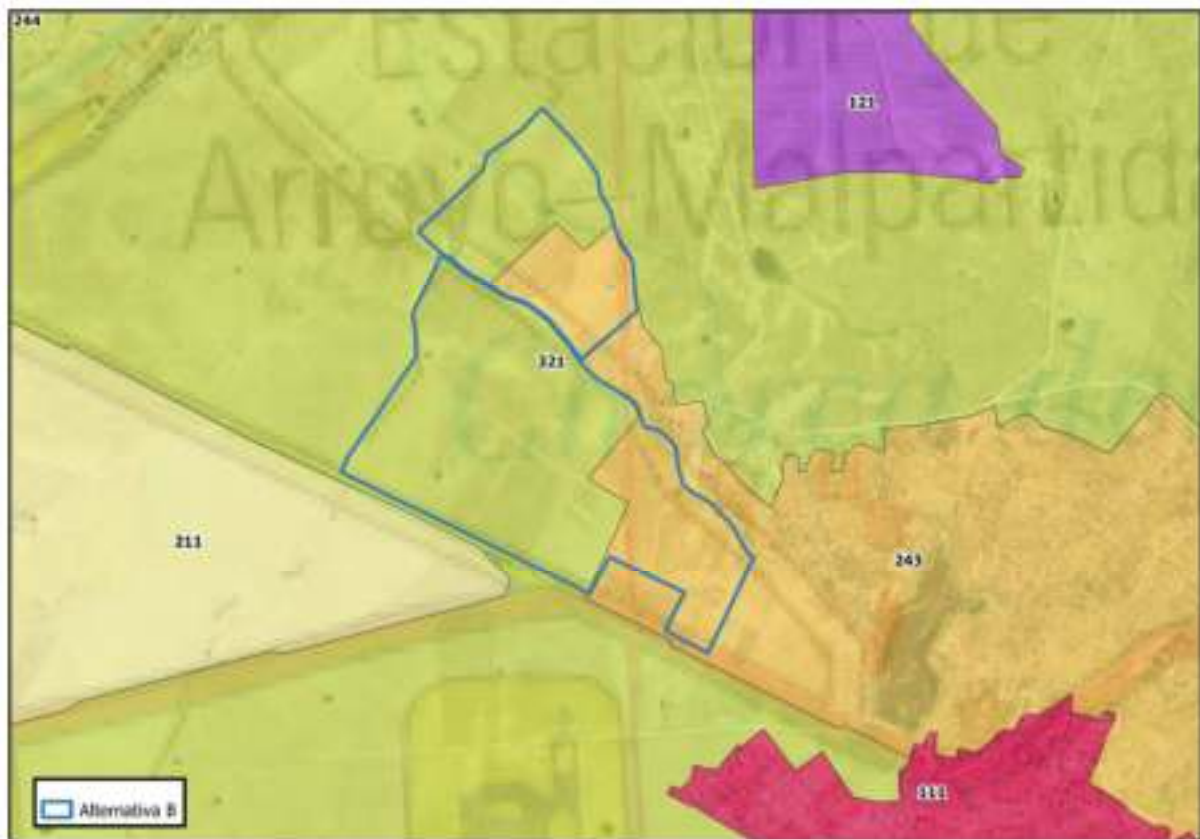 244
Estación de
121
Arroyo-Malpartida
321
211
243
111
Alternativa B